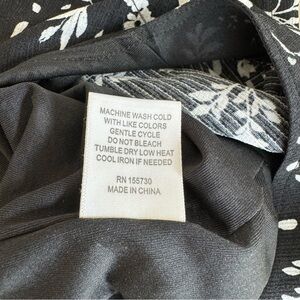 MACHINE WASH COLD
WITH LIKE COLORS
GENTLE CYCLE
DO NOT BLEACH
TUMBLE DRY LOW HEAT
COOL IRON IF NEEDED
RN 155730
MADE IN CHINA